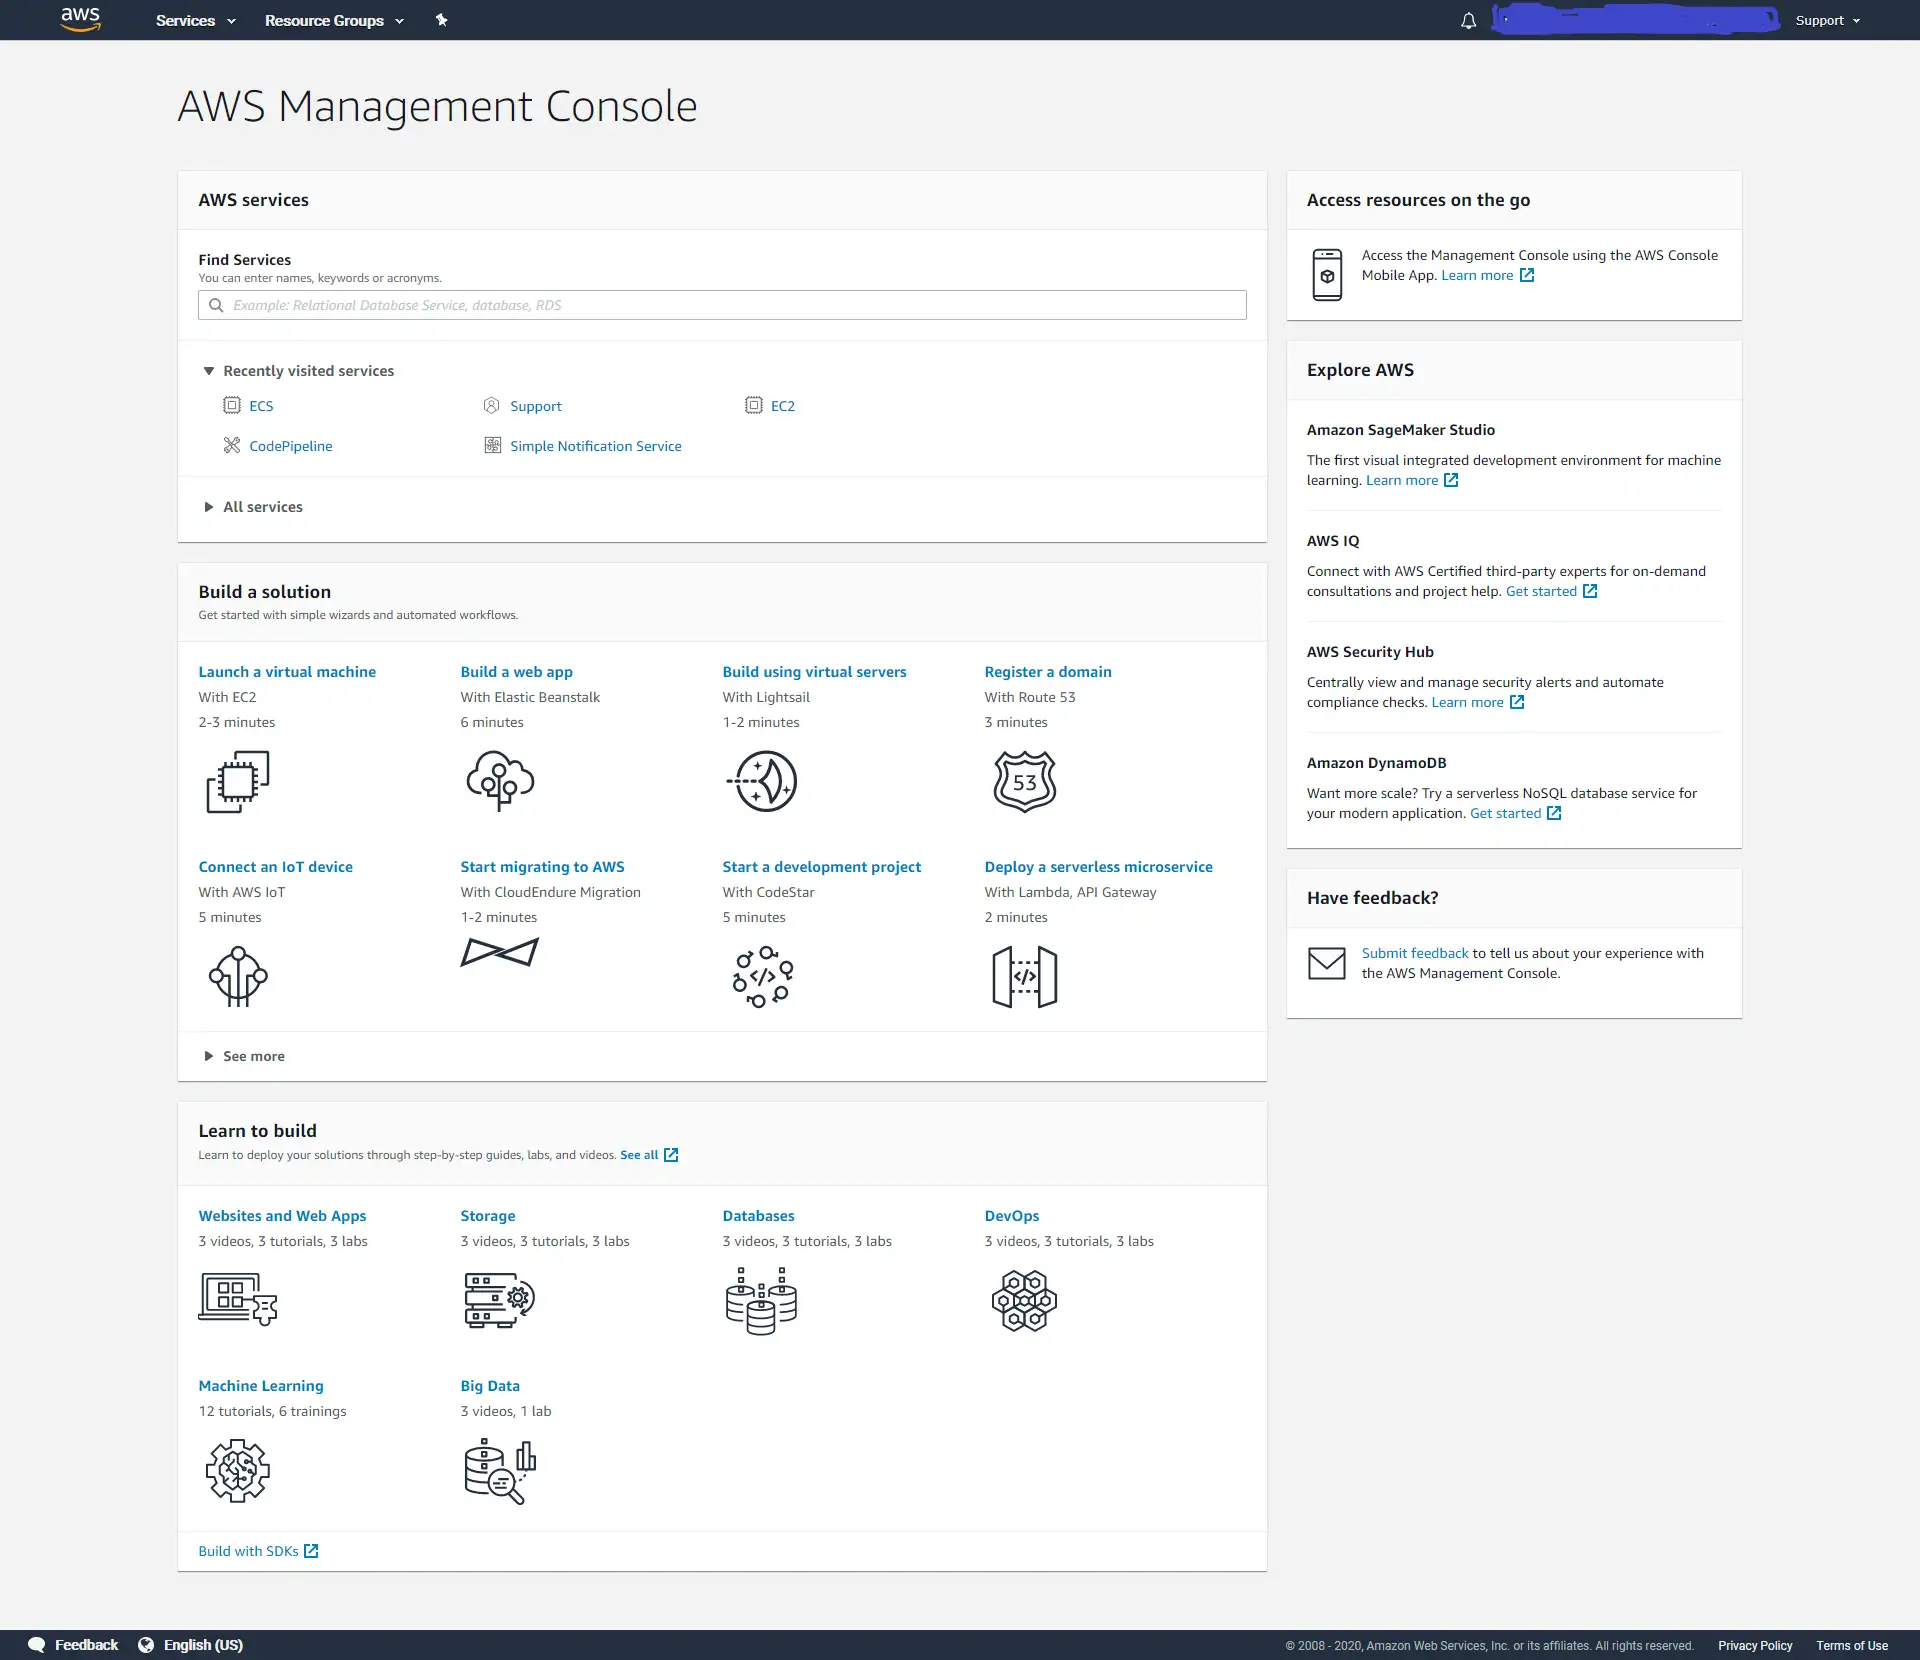 aws
Services
Resource Groups
Support
AWS Management Console
AWS services
Find Services
You can enter names, keywords or acronyms.
Example: Relational Database Service, database, RDS
Recently visited services
ECS
Support
EC2
CodePipeline
Simple Notification Service
All services
Build a solution
Get started with simple wizards and automated workflows.
Launch a virtual machine
With EC2
2-3 minutes
Build a web app
With Elastic Beanstalk
6 minutes
Build using virtual servers
With Lightsail
1-2 minutes
Register a domain
With Route 53
3 minutes
53
Connect an IoT device
With AWS IoT
5 minutes
Start migrating to AWS
With CloudEndure Migration
1-2 minutes
Start a development project
With CodeStar
5 minutes
</>
Deploy a serverless microservice
With Lambda, API Gateway
2 minutes
</>
See more
Learn to build
Learn to deploy your solutions through step-by-step guides, labs, and videos. See all
Websites and Web Apps
3 videos, 3 tutorials, 3 labs
Storage
3 videos, 3 tutorials, 3 labs
Databases
3 videos, 3 tutorials, 3 labs
DevOps
3 videos, 3 tutorials, 3 labs
Machine Learning
12 tutorials, 6 trainings
Big Data
3 videos, 1 lab
Build with SDKs
Access resources on the go
Access the Management Console using the AWS Console
Mobile App. Learn more
Explore AWS
Amazon SageMaker Studio
The first visual integrated development environment for machine
learning. Learn more
AWS IQ
Connect with AWS Certified third-party experts for on-demand
consultations and project help. Get started
AWS Security Hub
Centrally view and manage security alerts and automate
compliance checks. Learn more
Amazon DynamoDB
Want more scale? Try a serverless NoSQL database service for
your modern application. Get started
Have feedback?
Submit feedback to tell us about your experience with
the AWS Management Console.
Feedback
English (US)
© 2008 - 2020, Amazon Web Services, Inc. or its affiliates. All rights reserved.
Privacy Policy
Terms of Use